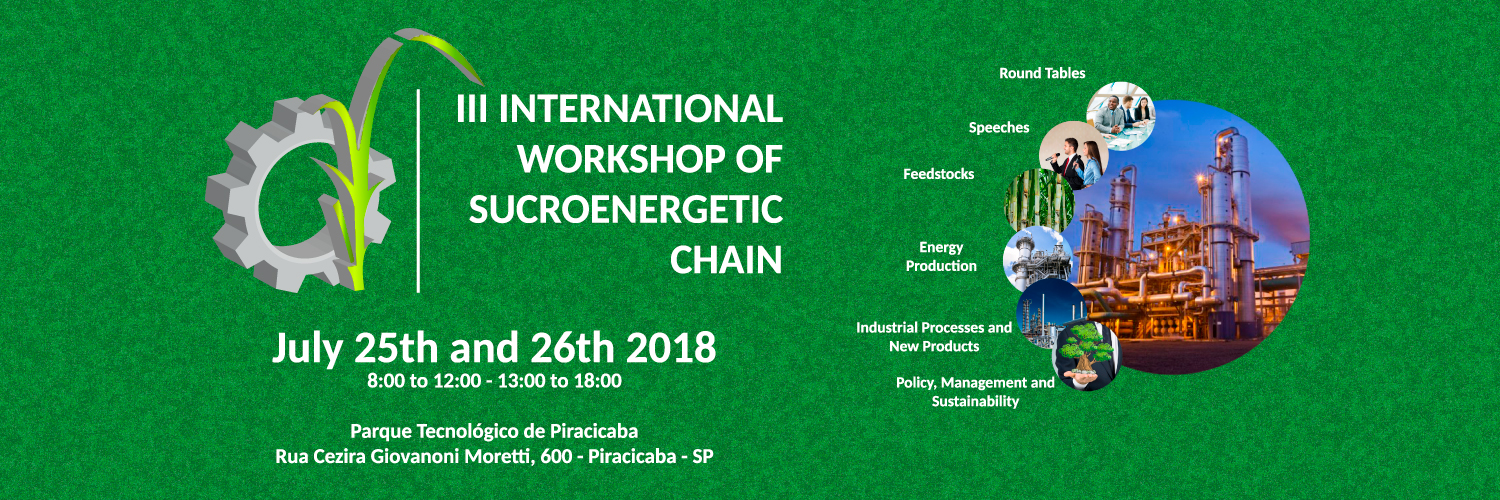 III INTERNATIONAL
WORKSHOP OF
SUCROENERGETIC
CHAIN
July 25th and 26th 2018
8:00 to 12:00 - 13:00 to 18:00
Parque Tecnológico de Piracicaba
Rua Cezira Giovanoni Moretti, 600 - Piracicaba - SP
Round Tables
Speeches
Feedstocks
Energy
Production
Industrial Processes and
New Products
Policy, Management and
Sustainability